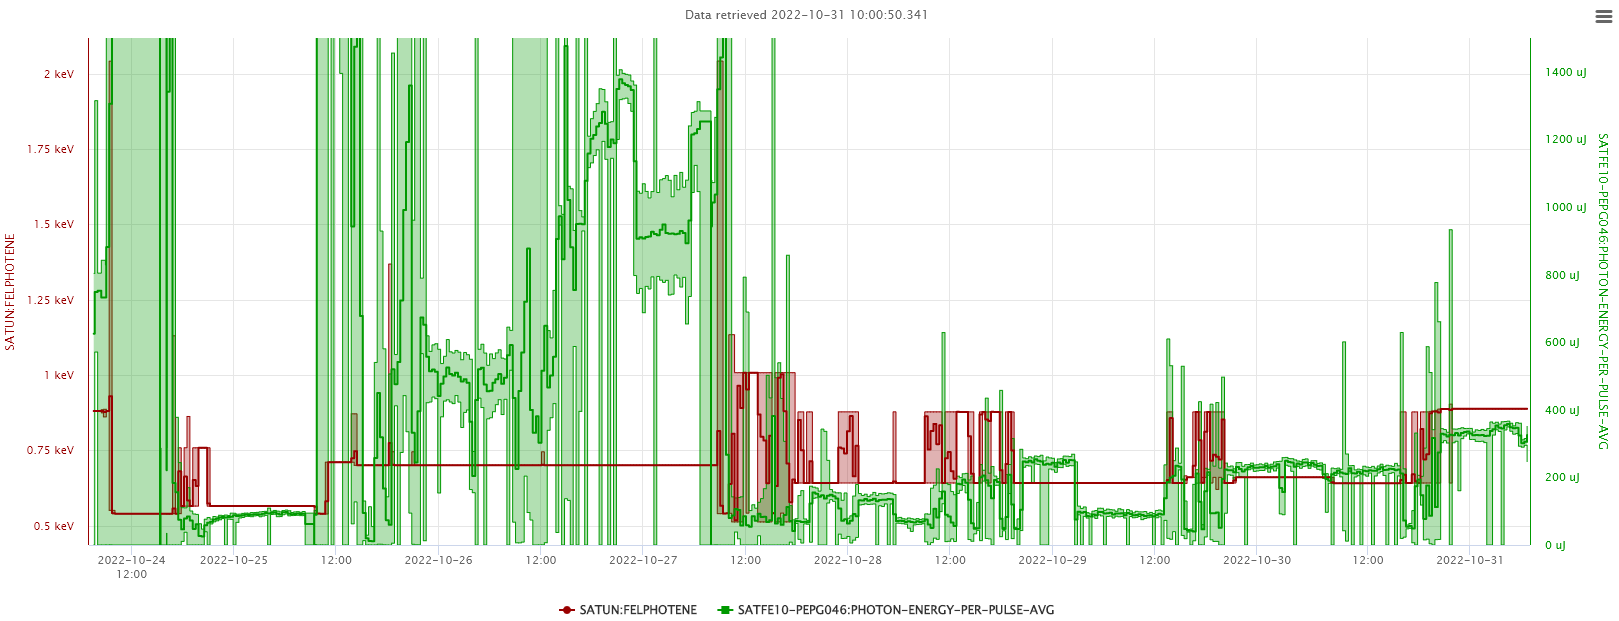 Data retrieved 2022-10-31 10:00:50.341
SATUN:FELPHOTENE
2 keV
1.75 keV
1.5 keV
1.25 keV
1 keV
0.75 keV
0.5 keV
1400 uJ
1200 uJ
1000 uJ
800 uJ
600 uJ
400 uJ
200 uJ
0 uJ
SATFE10-PEPG046:PHOTON-ENERGY-PER-PULSE-AVG
2022-10-24
12:00
2022-10-25
12:00
2022-10-26
12:00
2022-10-27
12:00
2022-10-28
12:00
2022-10-29
12:00
2022-10-30
12:00
2022-10-31
SATUN:FELPHOTENE
SATFE10-PEPG046:PHOTON-ENERGY-PER-PULSE-AVG